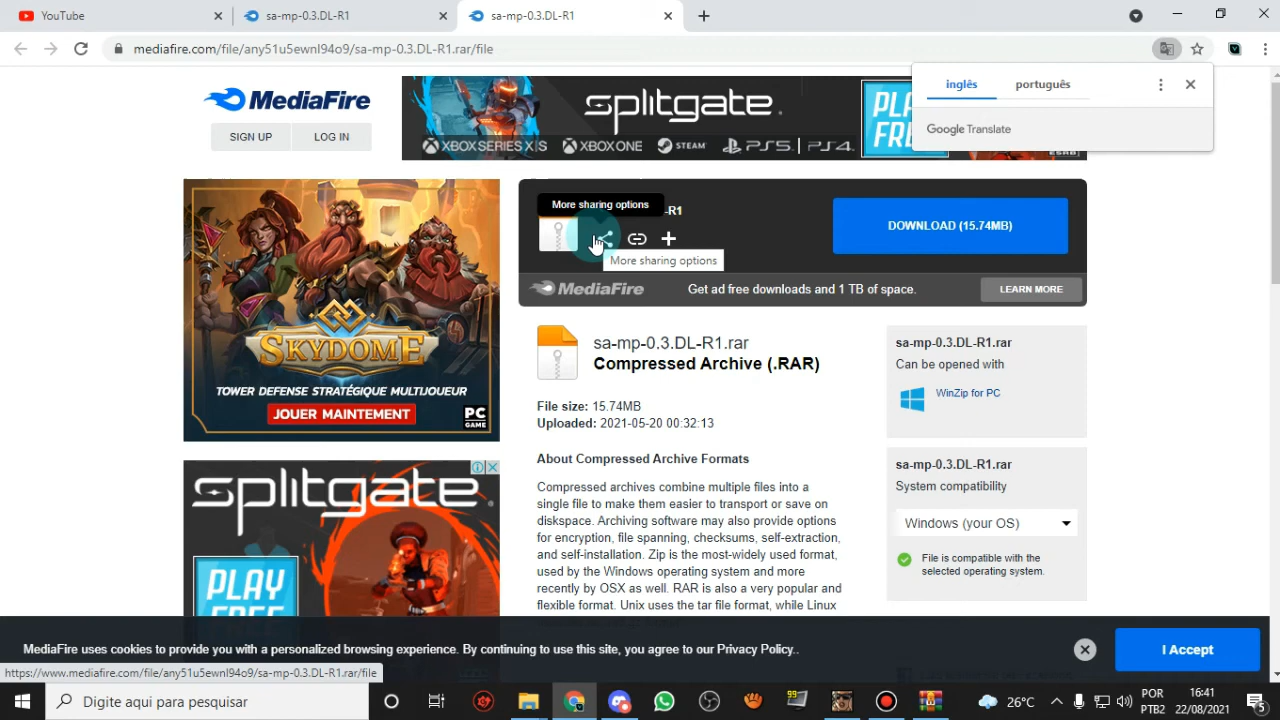 YouTube
sa-mp-0.3.DL-R1
sa-mp-0.3.DL-R1
mediafire.com/file/any51u5ewnl94o9/sa-mp-0.3.DL-R1.rar/file
inglês
português
Google Translate
MediaFire
SIGN UP
LOG IN
splitgate
PL
FR
XBOX SERIES X|S
XBOX ONE
STEAM
PS5
PS4
More sharing options
-R1
More sharing options
DOWNLOAD (15.74MB)
MediaFire
Get ad free downloads and 1 TB of space.
LEARN MORE
SKYDOME
TOWER DEFENSE STRATÉGIQUE MULTIJOUEUR
JOUER MAINTENMENT
PC
GAME
sa-mp-0.3.DL-R1.rar
Compressed Archive (.RAR)
File size: 15.74MB
Uploaded: 2021-05-20 00:32:13
sa-mp-0.3.DL-R1.rar
Can be opened with
WinZip for PC
About Compressed Archive Formats
Compressed archives combine multiple files into a
single file to make them easier to transport or save on
diskspace. Archiving software may also provide options
for encryption, file spanning, checksums, self-extraction,
and self-installation. Zip is the most-widely used format,
used by the Windows operating system and more
recently by OSX as well. RAR is also a very popular and
flexible format. Unix uses the tar file format, while Linux
sa-mp-0.3.DL-R1.rar
System compatibility
Windows (your OS)
File is compatible with the
selected operating system.
splitgate
PLAY
FREE
MediaFire uses cookies to provide you with a personalized browsing experience. By continuing to use this site, you agree to our Privacy Policy..
I Accept
https://www.mediafire.com/file/any51u5ewnl94o9/sa-mp-0.3.DL-R1.rar/file
Digite aqui para pesquisar
99
26°C
POR
PTB2
16:41
22/08/2021
5